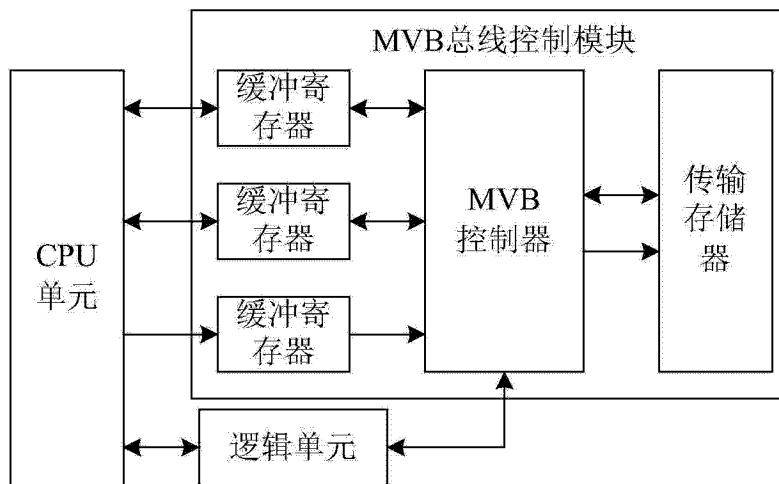 MVB总线控制模块
CPU
单元
缓冲寄
存器
缓冲寄
存器
缓冲寄
存器
MVB
控制器
传输
存储
器
逻辑单元